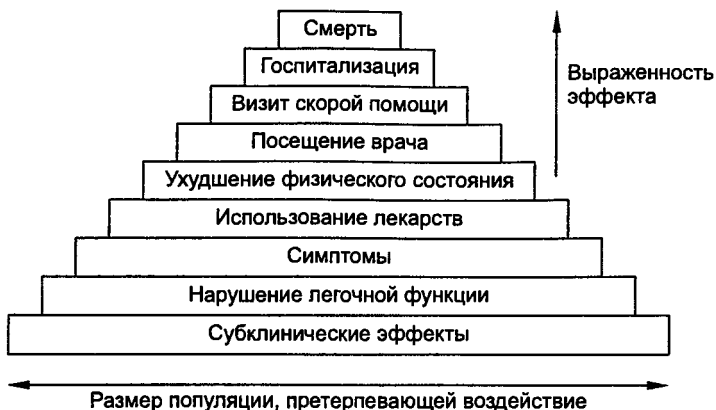 Смерть
Госпитализация
Визит скорой помощи
Посещение врача
Ухудшение физического состояния
Использование лекарств
Симптомы
Нарушение легочной функции
Субклинические эффекты
Выраженность
эффекта
Размер популяции, претерпевающей воздействие